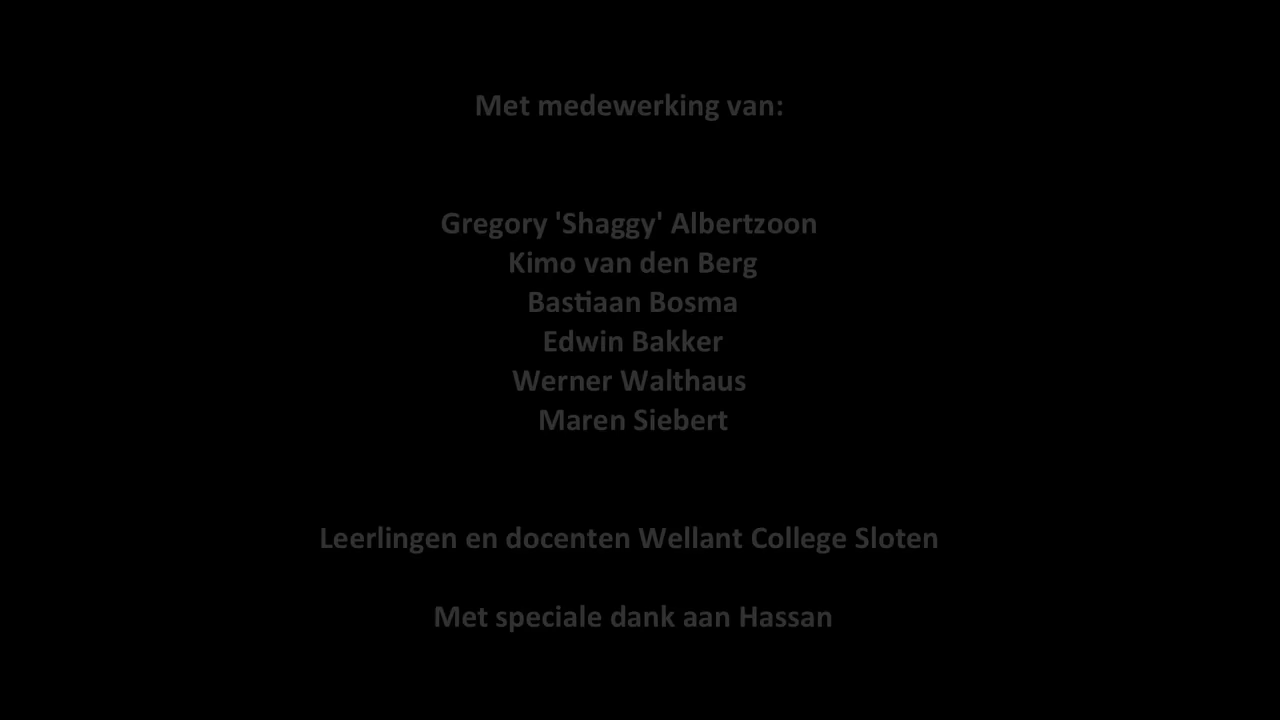 Met medewerking van:
Gregory 'Shaggy' Albertzoon
Kimo van den Berg
Bastiaan Bosma
Edwin Bakker
Werner Walthaus
Maren Siebert
Leerlingen en docenten Wellant College Sloten
Met speciale dank aan Hassan